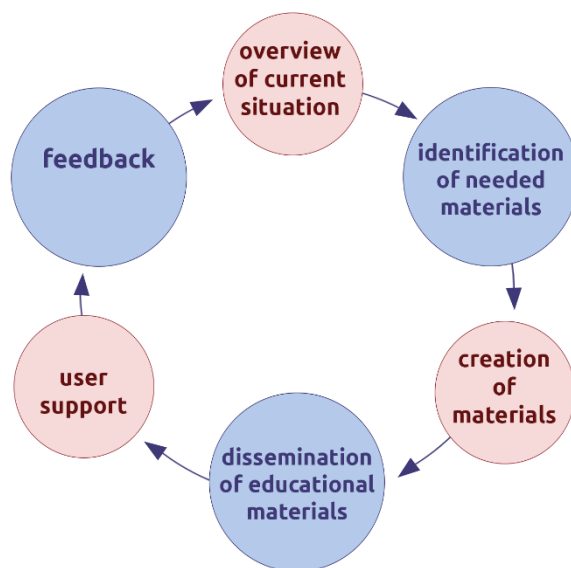 overview
of current
situation
identification
of needed
materials
creation
of
materials
dissemination
of educational
materials
user
support
feedback